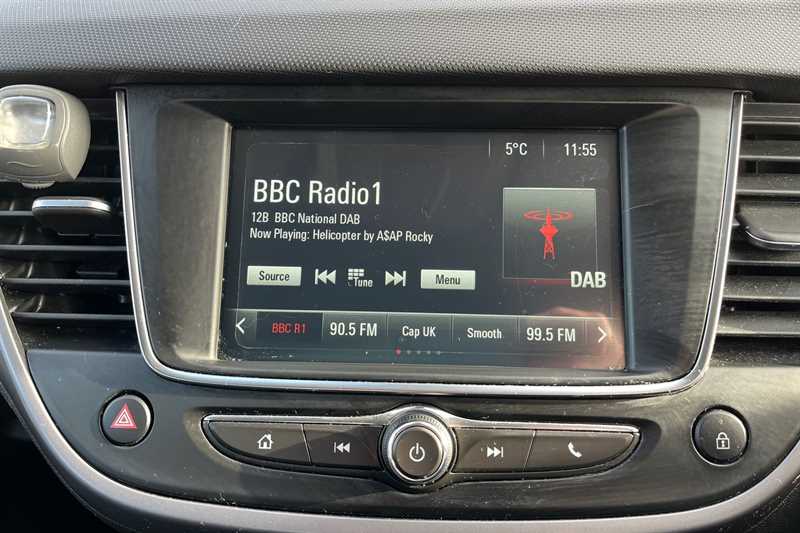 5°C 11:55
BBC Radio1
12B BBC National DAB
Now Playing: Helicopter by A$AP Rocky
Source Tune Menu
DAB
BBC R1 90.5 FM Cap UK Smooth 99.5 FM